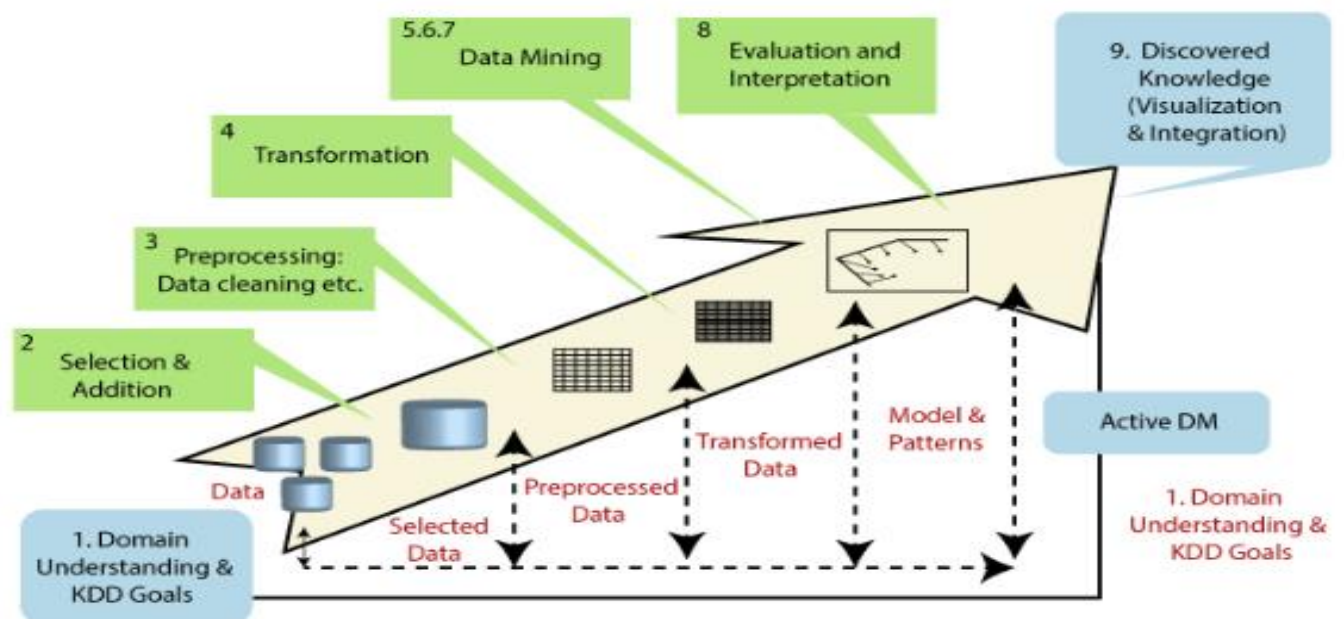 5.6.7
Data Mining
8
Evaluation and
Interpretation
9. Discovered
Knowledge
(Visualization
& Integration)
4
Transformation
3
Preprocessing:
Data cleaning etc.
2
Selection &
Addition
Data
Selected
Data
Preprocessed
Data
Transformed
Data
Model &
Patterns
Active DM
1. Domain
Understanding &
KDD Goals
1. Domain
Understanding &
KDD Goals